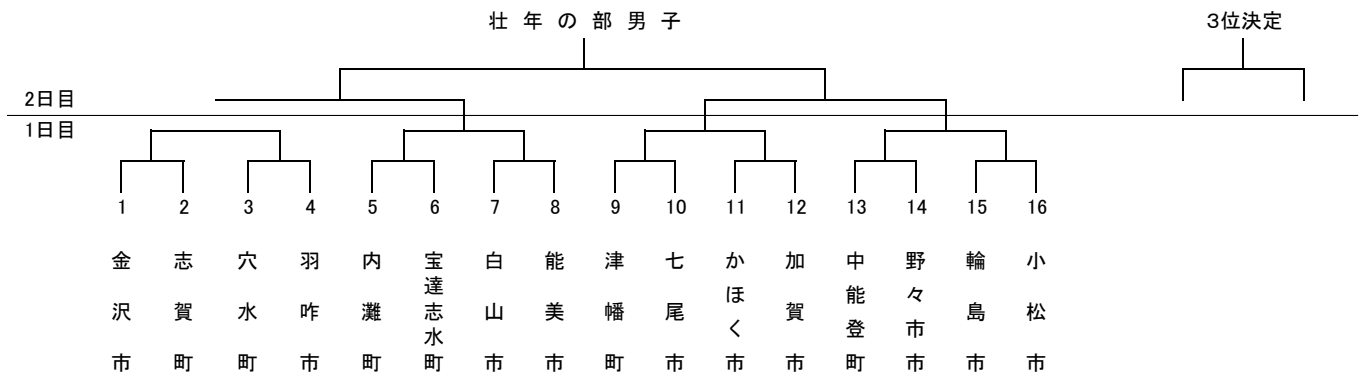 壮年の部男子
3位決定
2日目
1日目
1 2 3 4 5 6 7 8 9 10 11 12 13 14 15 16
金沢市
志賀町
穴水町
羽咋市
内灘町
宝達志水町
白山市
能美市
津幡町
七尾市
かほく市
加賀市
中能登町
野々市市
輪島市
小松市